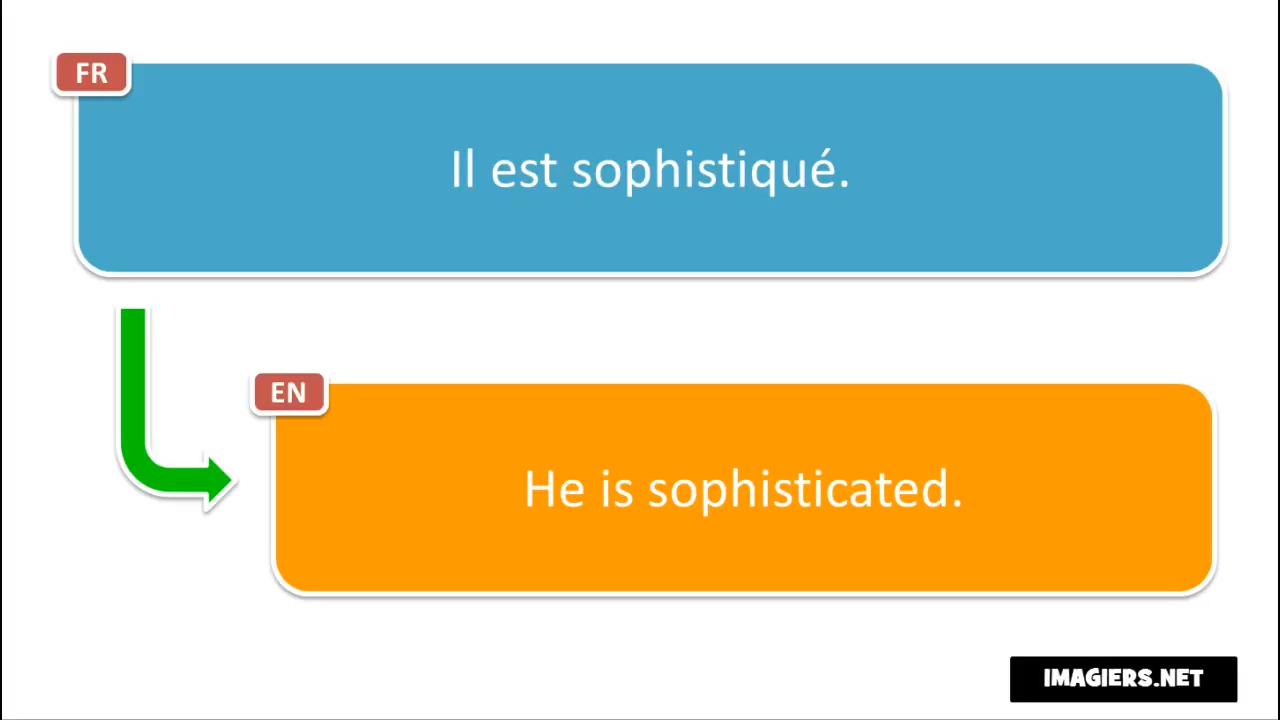 FR
Il est sophistiqué.
EN
He is sophisticated.
IMAGIERS.NET